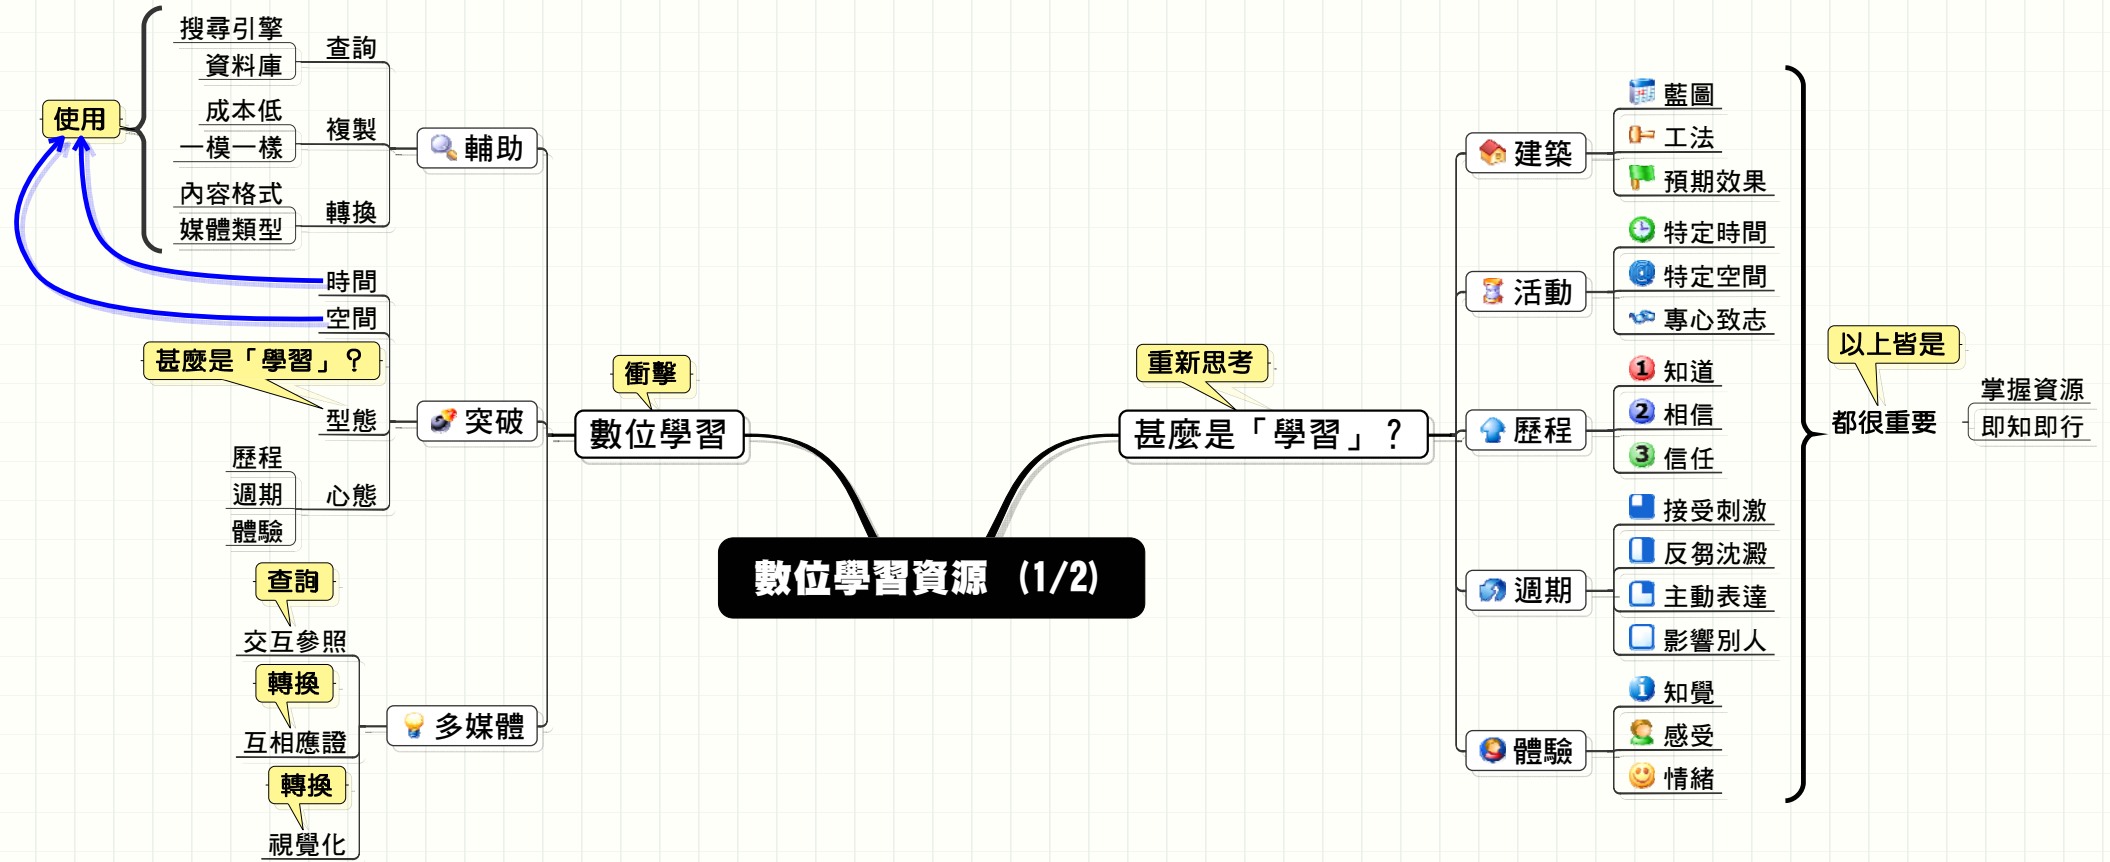 數位學習資源 (1/2)
衝擊
數位學習
輔助
查詢
搜尋引擎
資料庫
複製
成本低
一模一樣
轉換
內容格式
媒體類型
使用
突破
時間
空間
甚麼是「學習」？
型態
心態
歷程
週期
體驗
多媒體
查詢
交互參照
轉換
互相應證
轉換
視覺化
重新思考
甚麼是「學習」？
建築
藍圖
工法
預期效果
活動
特定時間
特定空間
專心致志
歷程
1 知道
2 相信
3 信任
週期
接受刺激
反芻沈澱
主動表達
影響別人
體驗
知覺
感受
情緒
以上皆是
都很重要
掌握資源
即知即行